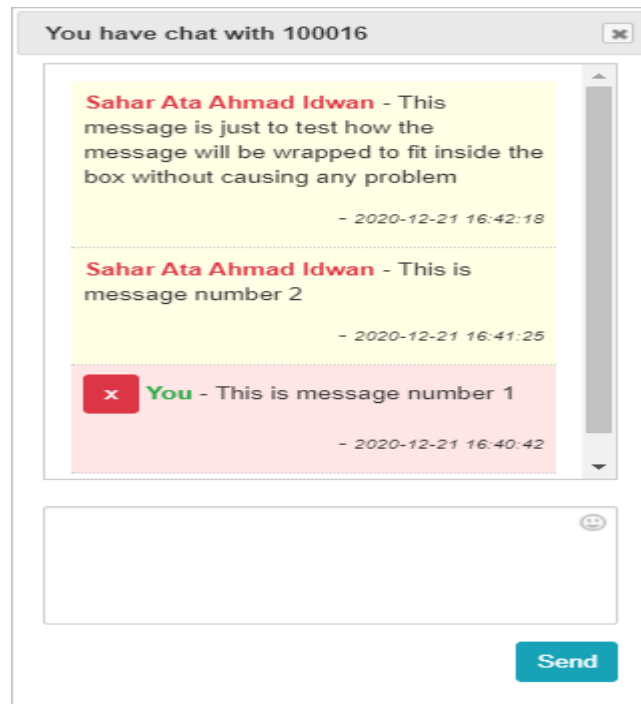 You have chat with 100016
Sahar Ata Ahmad Idwan - This
message is just to test how the
message will be wrapped to fit inside the
box without causing any problem
- 2020-12-21 16:42:18
Sahar Ata Ahmad Idwan - This is
message number 2
- 2020-12-21 16:41:25
x You - This is message number 1
- 2020-12-21 16:40:42
Send